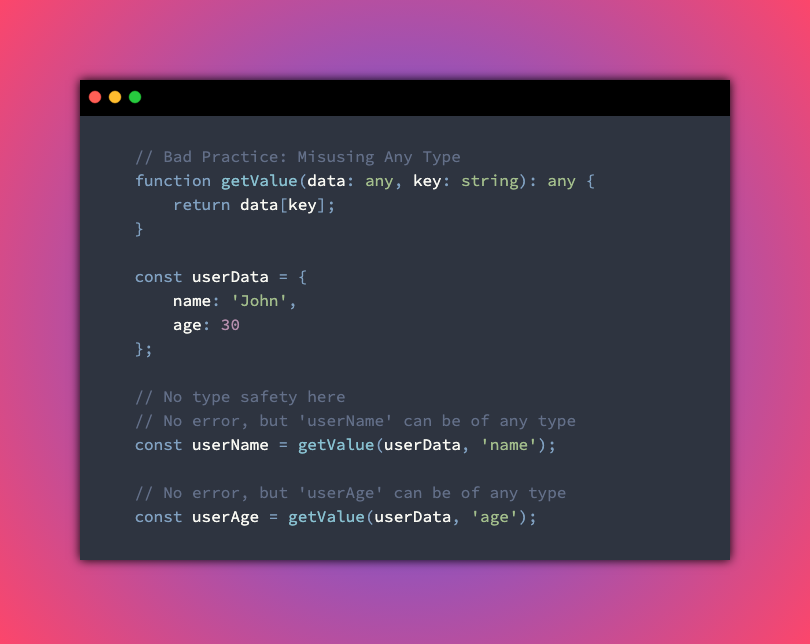 // Bad Practice: Misusing Any Type
function getValue(data: any, key: string): any {
    return data[key];
}
const userData = {
    name: 'John',
    age: 30
};
// No type safety here
// No error, but 'userName' can be of any type
const userName = getValue(userData, 'name');
// No error, but 'userAge' can be of any type
const userAge = getValue(userData, 'age');